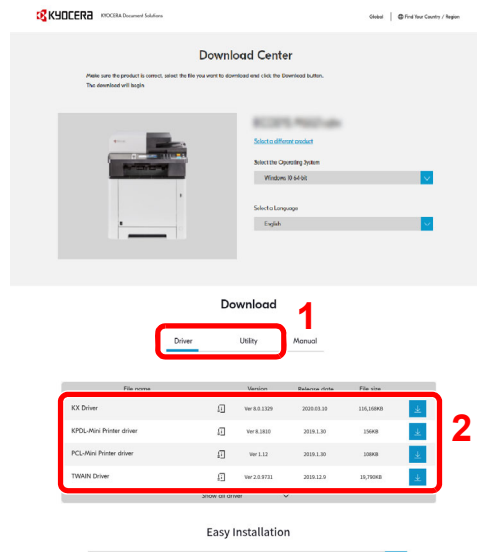 KYOCERA KYOCERA Document Solutions
Global Find Your Country / Region
Download Center
Make sure the product is correct, select the file you want to download and click the Download button.
The download will begin
Select a different product
Select the Operating System
Windows 10 64-bit
Select a Language
English
Download
1
Driver Utility Manual
File name Version Release date File size
KX Driver Ver 8.0.1329 2020.03.10 116,168KB
KPDL-Mini Printer driver Ver 8.1810 2019.1.30 156KB
PCL-Mini Printer driver Ver 1.12 2019.1.30 108KB
TWAIN Driver Ver 2.0.9731 2019.12.9 19,790KB
2
Show all driver
Easy Installation